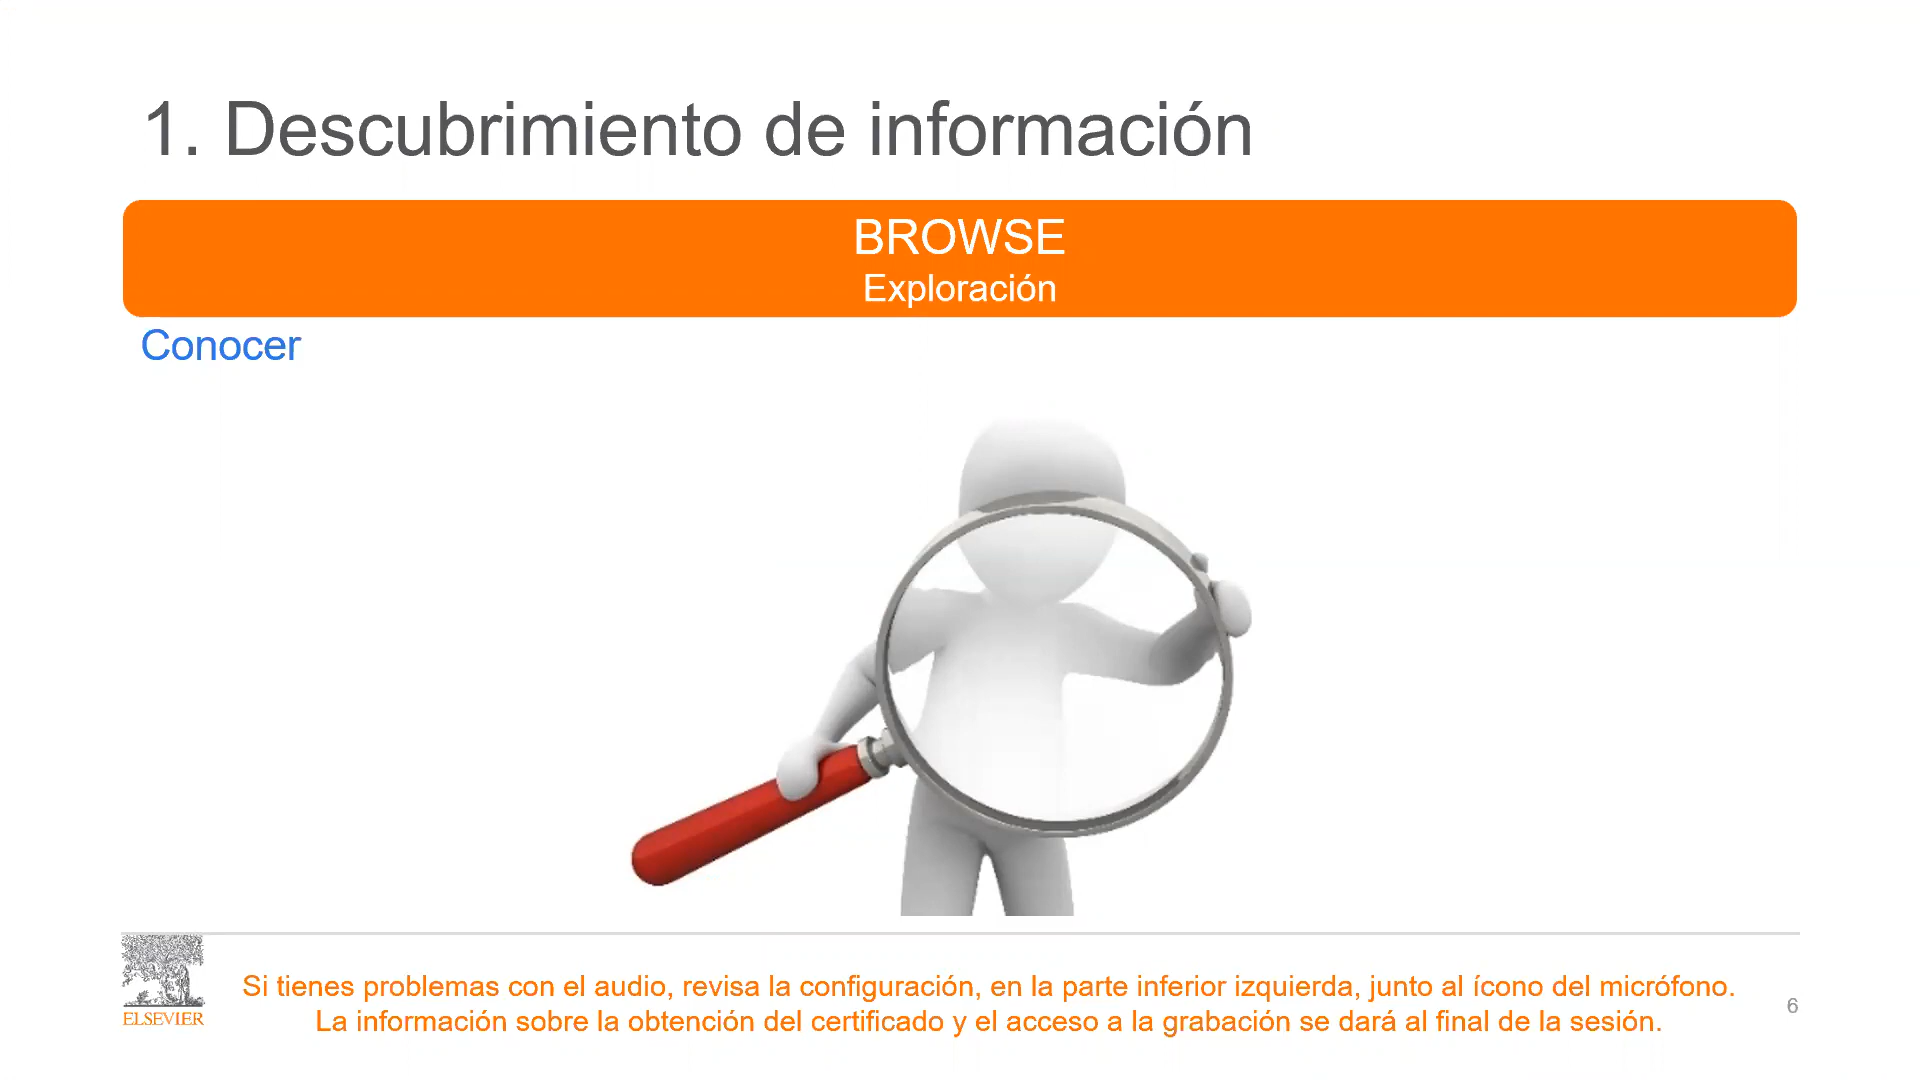 1. Descubrimiento de información
BROWSE
Exploración
Conocer
ELSEVIER
Si tienes problemas con el audio, revisa la configuración, en la parte inferior izquierda, junto al ícono del micrófono.
La información sobre la obtención del certificado y el acceso a la grabación se dará al final de la sesión.
6